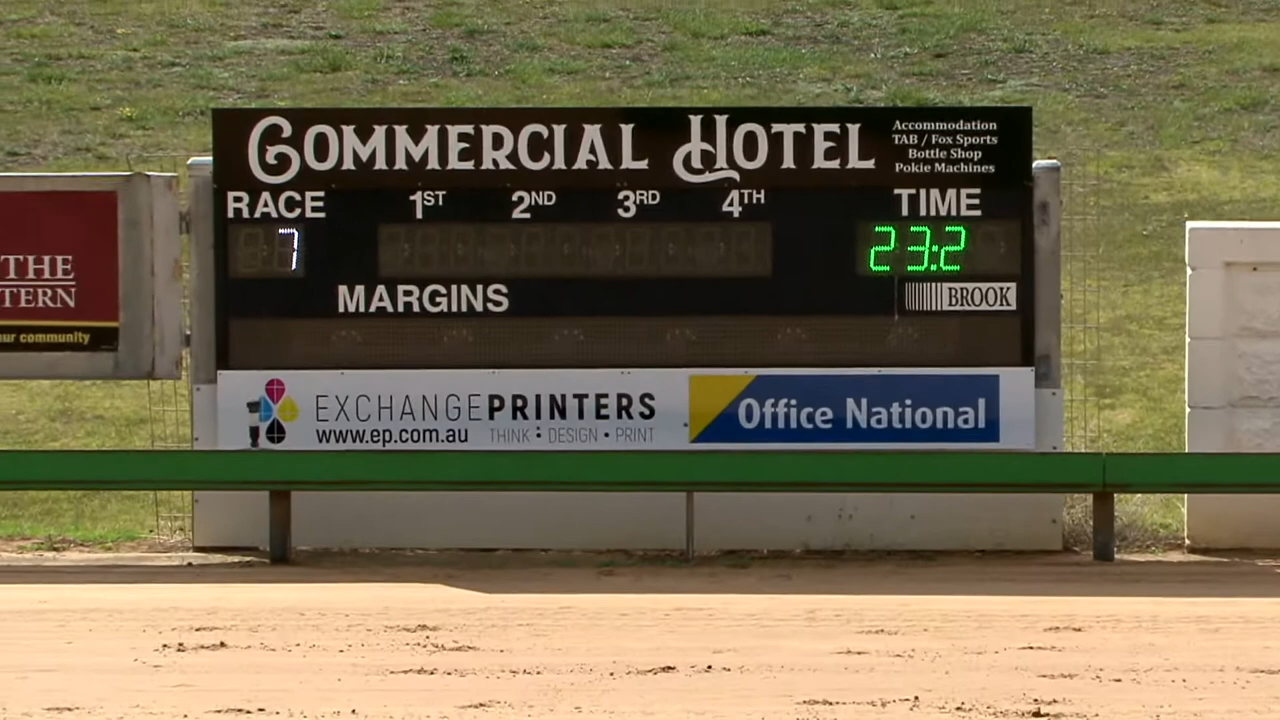 COMMERCIAL HOTEL
Accommodation
TAB / Fox Sports
Bottle Shop
Pokie Machines
RACE 1ST 2ND 3RD 4TH TIME
7 23:2
MARGINS
BROOK
THE
TERN
our community
EXCHANGEPRINTERS
www.ep.com.au THINK : DESIGN • PRINT
Office National